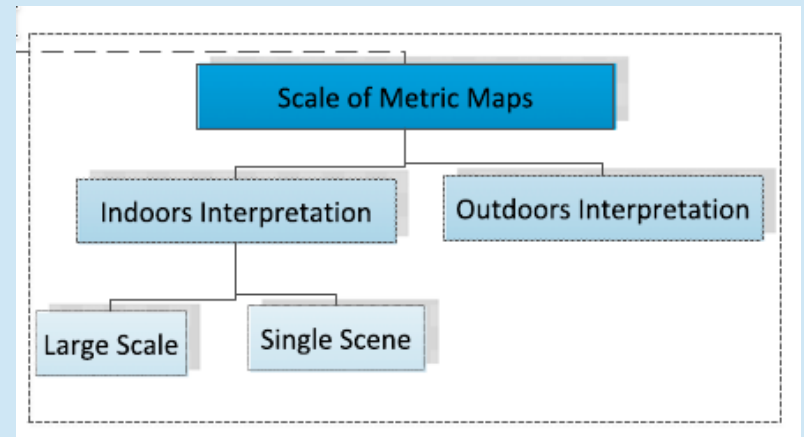 Scale of Metric Maps
Indoors Interpretation
Outdoors Interpretation
Large Scale
Single Scene